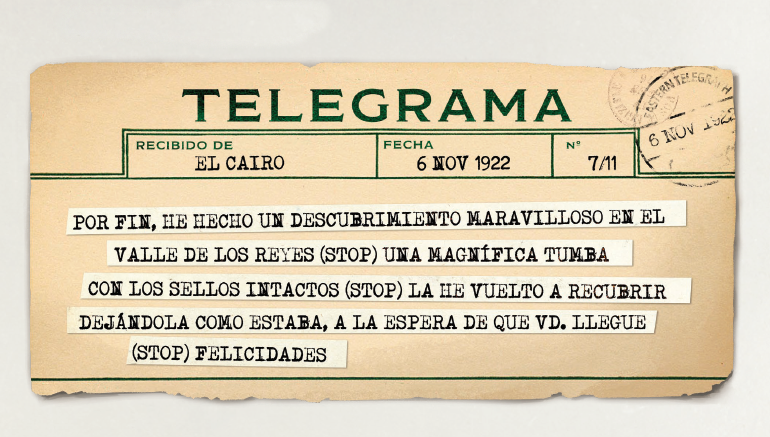 TELEGRAMA
RECIBIDO DE
EL CAIRO
FECHA
6 NOV 1922
Nº
7/11
EASTERN TELEGRAPH
6 NOV 1922
POR FIN, HE HECHO UN DESCUBRIMIENTO MARAVILLOSO EN EL
VALLE DE LOS REYES (STOP) UNA MAGNÍFICA TUMBA
CON LOS SELLOS INTACTOS (STOP) LA HE VUELTO A RECUBRIR
DEJÁNDOLA COMO ESTABA, A LA ESPERA DE QUE VD. LLEGUE
(STOP) FELICIDADES